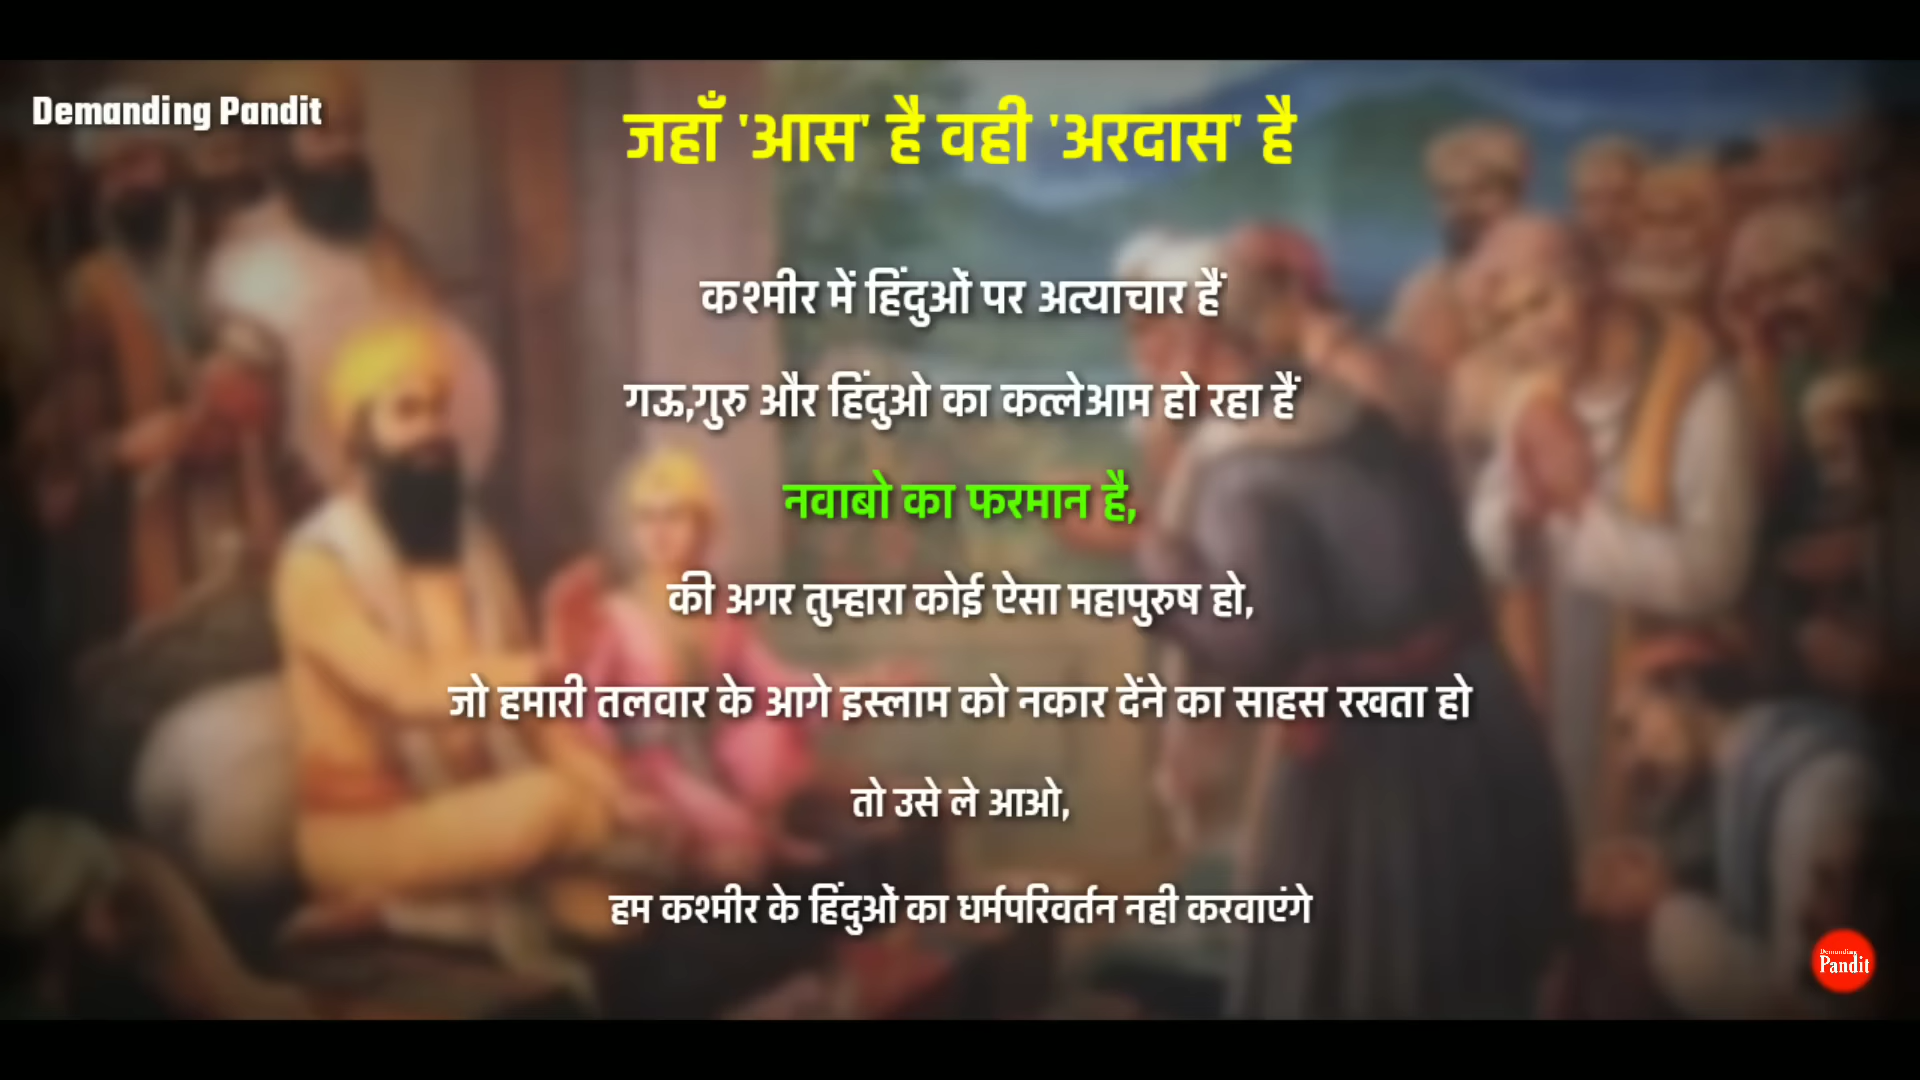 Demanding Pandit
जहाँ 'आस' है वही 'अरदास' है
कश्मीर में हिंदुओं पर अत्याचार हैं
गऊ,गुरु और हिंदुओ का कत्लेआम हो रहा हैं
नवाबो का फरमान है,
की अगर तुम्हारा कोई ऐसा महापुरुष हो,
जो हमारी तलवार के आगे इस्लाम को नकार देंने का साहस रखता हो
तो उसे ले आओ,
हम कश्मीर के हिंदुओं का धर्मपरिवर्तन नही करवाएंगे
Demanding
Pandit